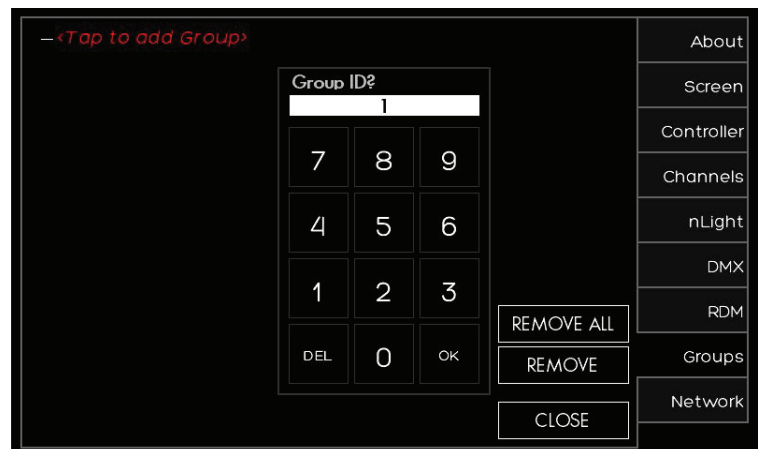 <Tap to add Group>
Group ID?
1
7 8 9
4 5 6
1 2 3
DEL 0 OK
REMOVE ALL
REMOVE
CLOSE
About
Screen
Controller
Channels
nLight
DMX
RDM
Groups
Network